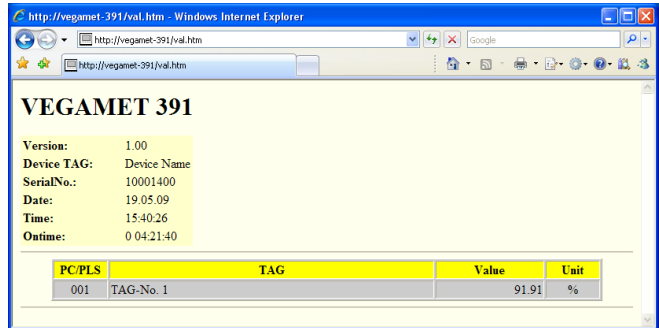 http://vegamet-391/val.htm - Windows Internet Explorer
http://vegamet-391/val.htm
Google
http://vegamet-391/val.htm
VEGAMET 391
Version: 1.00
Device TAG: Device Name
SerialNo.: 10001400
Date: 19.05.09
Time: 15:40:26
Ontime: 0 04:21:40
PC/PLS TAG Value Unit
001 TAG-No. 1 91.91 %